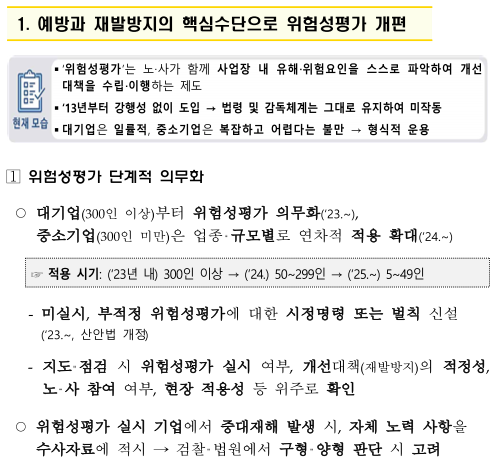 1. 예방과 재발방지의 핵심수단으로 위험성평가 개편
현재 모습
▪ '위험성평가'는 노·사가 함께 사업장 내 유해·위험요인을 스스로 파악하여 개선
대책을 수립·이행하는 제도
▪ '13년부터 강행성 없이 도입 → 법령 및 감독체계는 그대로 유지하여 미작동
▪ 대기업은 일률적, 중소기업은 복잡하고 어렵다는 불만 → 형식적 운용
1 위험성평가 단계적 의무화
○ 대기업(300인 이상)부터 위험성평가 의무화('23.~),
중소기업(300인 미만)은 업종·규모별로 연차적 적용 확대('24.~)
☞ 적용 시기: ('23년 내) 300인 이상 → ('24.) 50~299인 → ('25.~) 5~49인
- 미실시, 부적정 위험성평가에 대한 시정명령 또는 벌칙 신설
('23.~, 산안법 개정)
- 지도·점검 시 위험성평가 실시 여부, 개선대책(재발방지)의 적정성,
노·사 참여 여부, 현장 적용성 등 위주로 확인
○ 위험성평가 실시 기업에서 중대재해 발생 시, 자체 노력 사항을
수사자료에 적시 → 검찰·법원에서 구형·양형 판단 시 고려